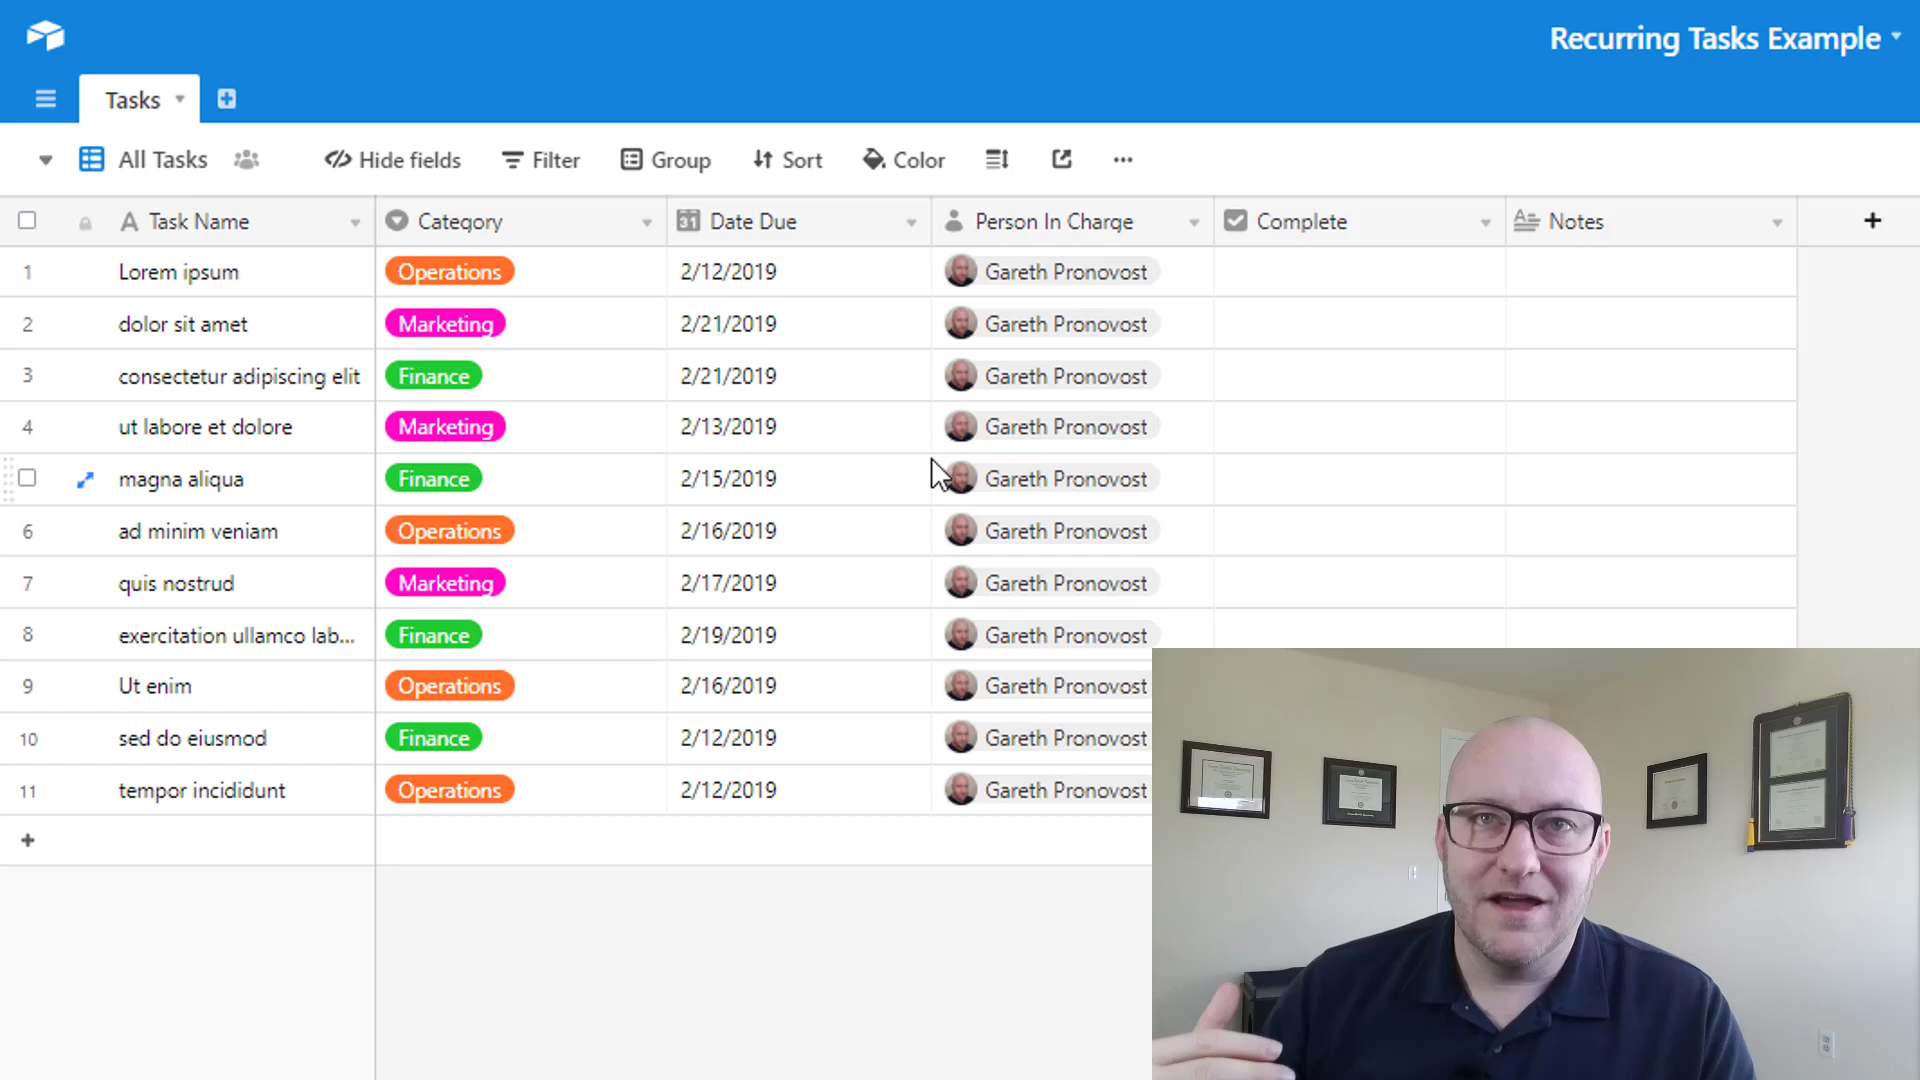 Recurring Tasks Example
Tasks
All Tasks Hide fields Filter Group Sort Color
Task Name Category 31 Date Due Person In Charge Complete Notes
1 Lorem ipsum Operations 2/12/2019 Gareth Pronovost
2 dolor sit amet Marketing 2/21/2019 Gareth Pronovost
3 consectetur adipiscing elit Finance 2/21/2019 Gareth Pronovost
4 ut labore et dolore Marketing 2/13/2019 Gareth Pronovost
magna aliqua Finance 2/15/2019 Gareth Pronovost
6 ad minim veniam Operations 2/16/2019 Gareth Pronovost
7 quis nostrud Marketing 2/17/2019 Gareth Pronovost
8 exercitation ullamco lab... Finance 2/19/2019 Gareth Pronovost
9 Ut enim Operations 2/16/2019 Gareth Pronovost
10 sed do eiusmod Finance 2/12/2019 Gareth Pronovost
11 tempor incididunt Operations 2/12/2019 Gareth Pronovost